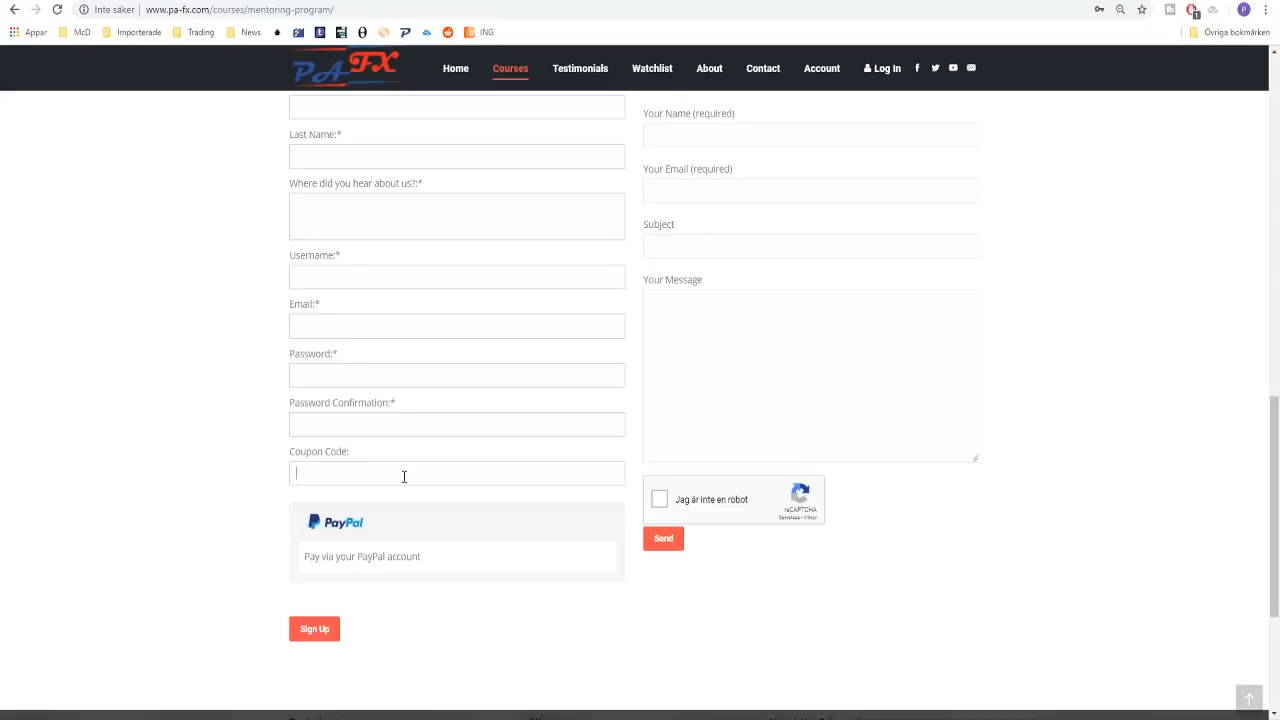 Inte säker | www.pa-fx.com/courses/mentoring-program/
P
Appar McD Importerade Trading News ING Övriga bokmärken
PA FX
Home Courses Testimonials Watchlist About Contact Account Log In
Last Name:*
Where did you hear about us?:*
Username:*
Email:*
Password:*
Password Confirmation:*
Coupon Code:
PayPal
Pay via your PayPal account
Sign Up
Your Name (required)
Your Email (required)
Subject
Your Message
Jag är inte en robot
reCAPTCHA
Sekretess - Villkor
Send